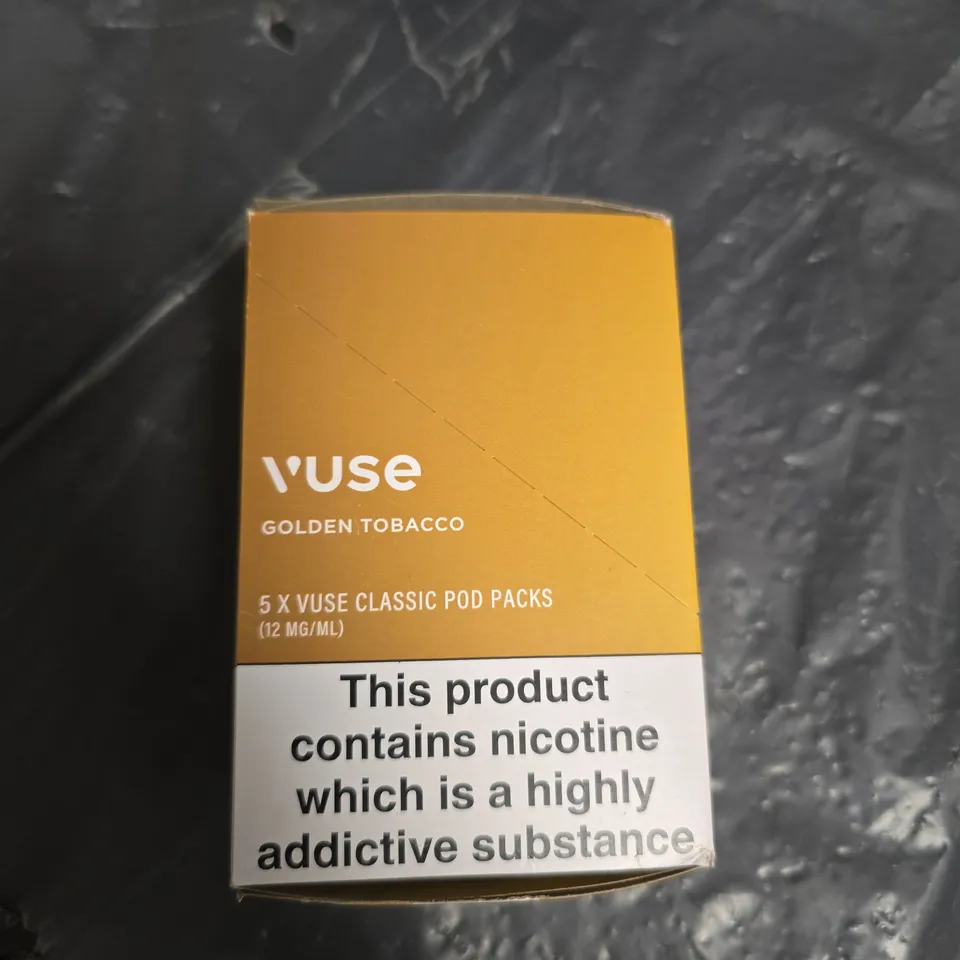 vuse
GOLDEN TOBACCO
5 X VUSE CLASSIC POD PACKS
(12 MG/ML)
This product
contains nicotine
which is a highly
addictive substance